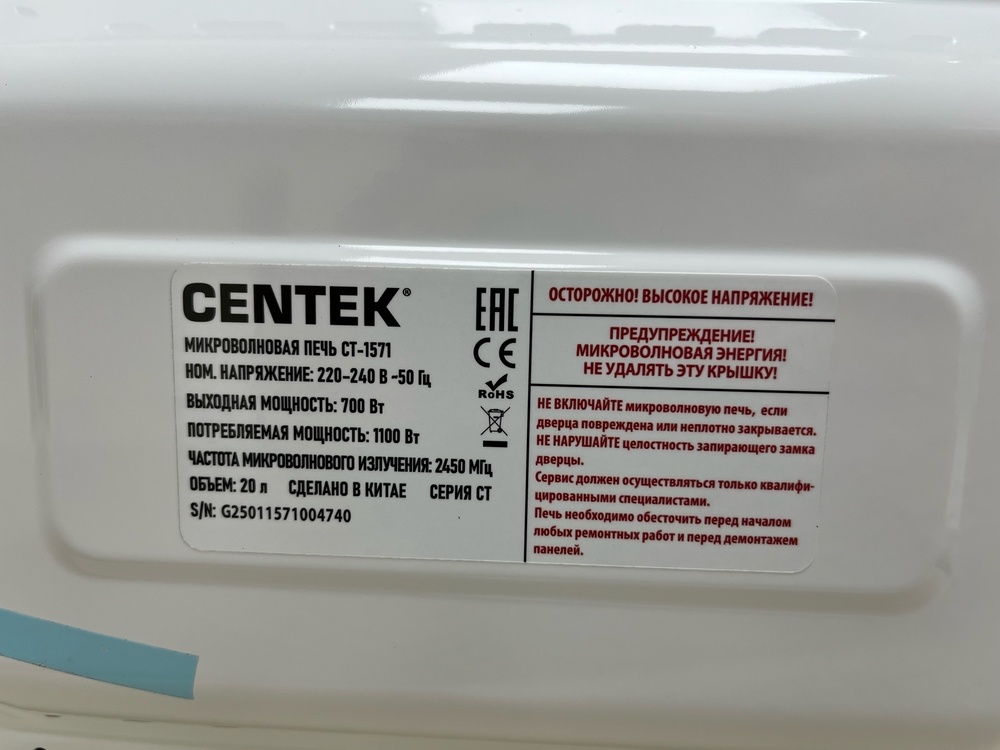 CENTEK®
МИКРОВОЛНОВАЯ ПЕЧЬ СТ-1571
НОМ. НАПРЯЖЕНИЕ: 220–240 В ~50 Гц
ВЫХОДНАЯ МОЩНОСТЬ: 700 Вт
ПОТРЕБЛЯЕМАЯ МОЩНОСТЬ: 1100 Вт
ЧАСТОТА МИКРОВОЛНОВОГО ИЗЛУЧЕНИЯ: 2450 МГц
ОБЪЕМ: 20 л СДЕЛАНО В КИТАЕ СЕРИЯ СТ
S/N: G25011571004740
EAC
CE
RoHS
ОСТОРОЖНО! ВЫСОКОЕ НАПРЯЖЕНИЕ!
ПРЕДУПРЕЖДЕНИЕ!
МИКРОВОЛНОВАЯ ЭНЕРГИЯ!
НЕ УДАЛЯТЬ ЭТУ КРЫШКУ!
НЕ ВКЛЮЧАЙТЕ микроволновую печь, если
дверца повреждена или неплотно закрывается.
НЕ НАРУШАЙТЕ целостность запирающего замка
дверцы.
Сервис должен осуществляться только квалифи-
цированными специалистами.
Печь необходимо обесточить перед началом
любых ремонтных работ и перед демонтажем
панелей.